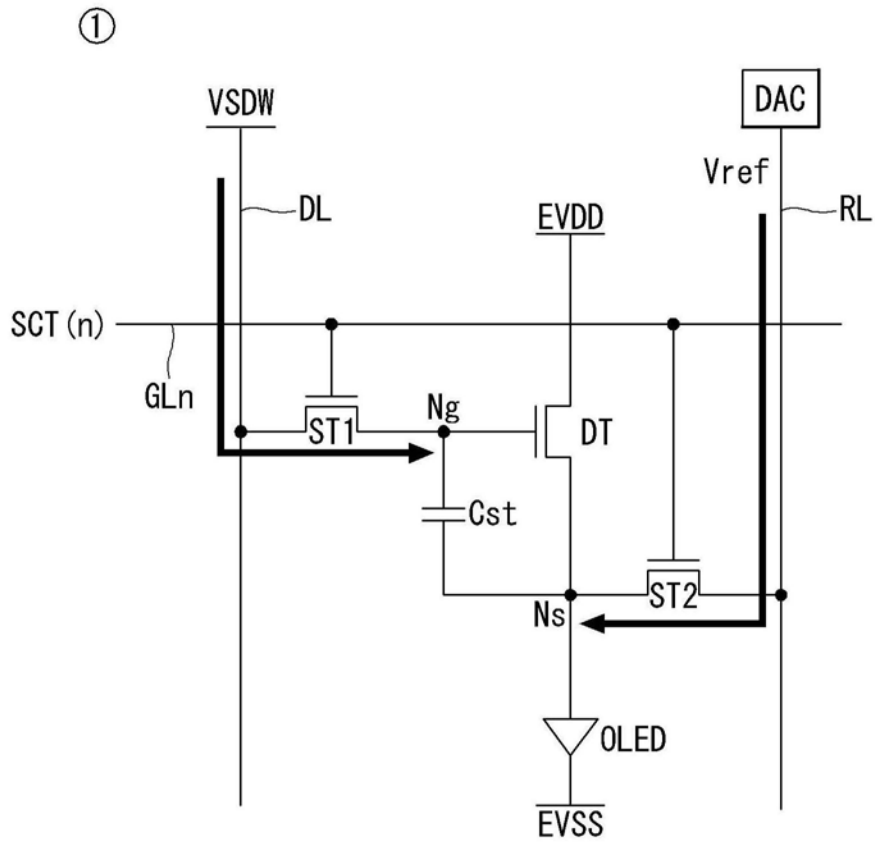 ①
VSDW
DAC
Vref
DL
RL
EVDD
SCT(n)
GLn
ST1
Ng
DT
Cst
ST2
Ns
OLED
EVSS